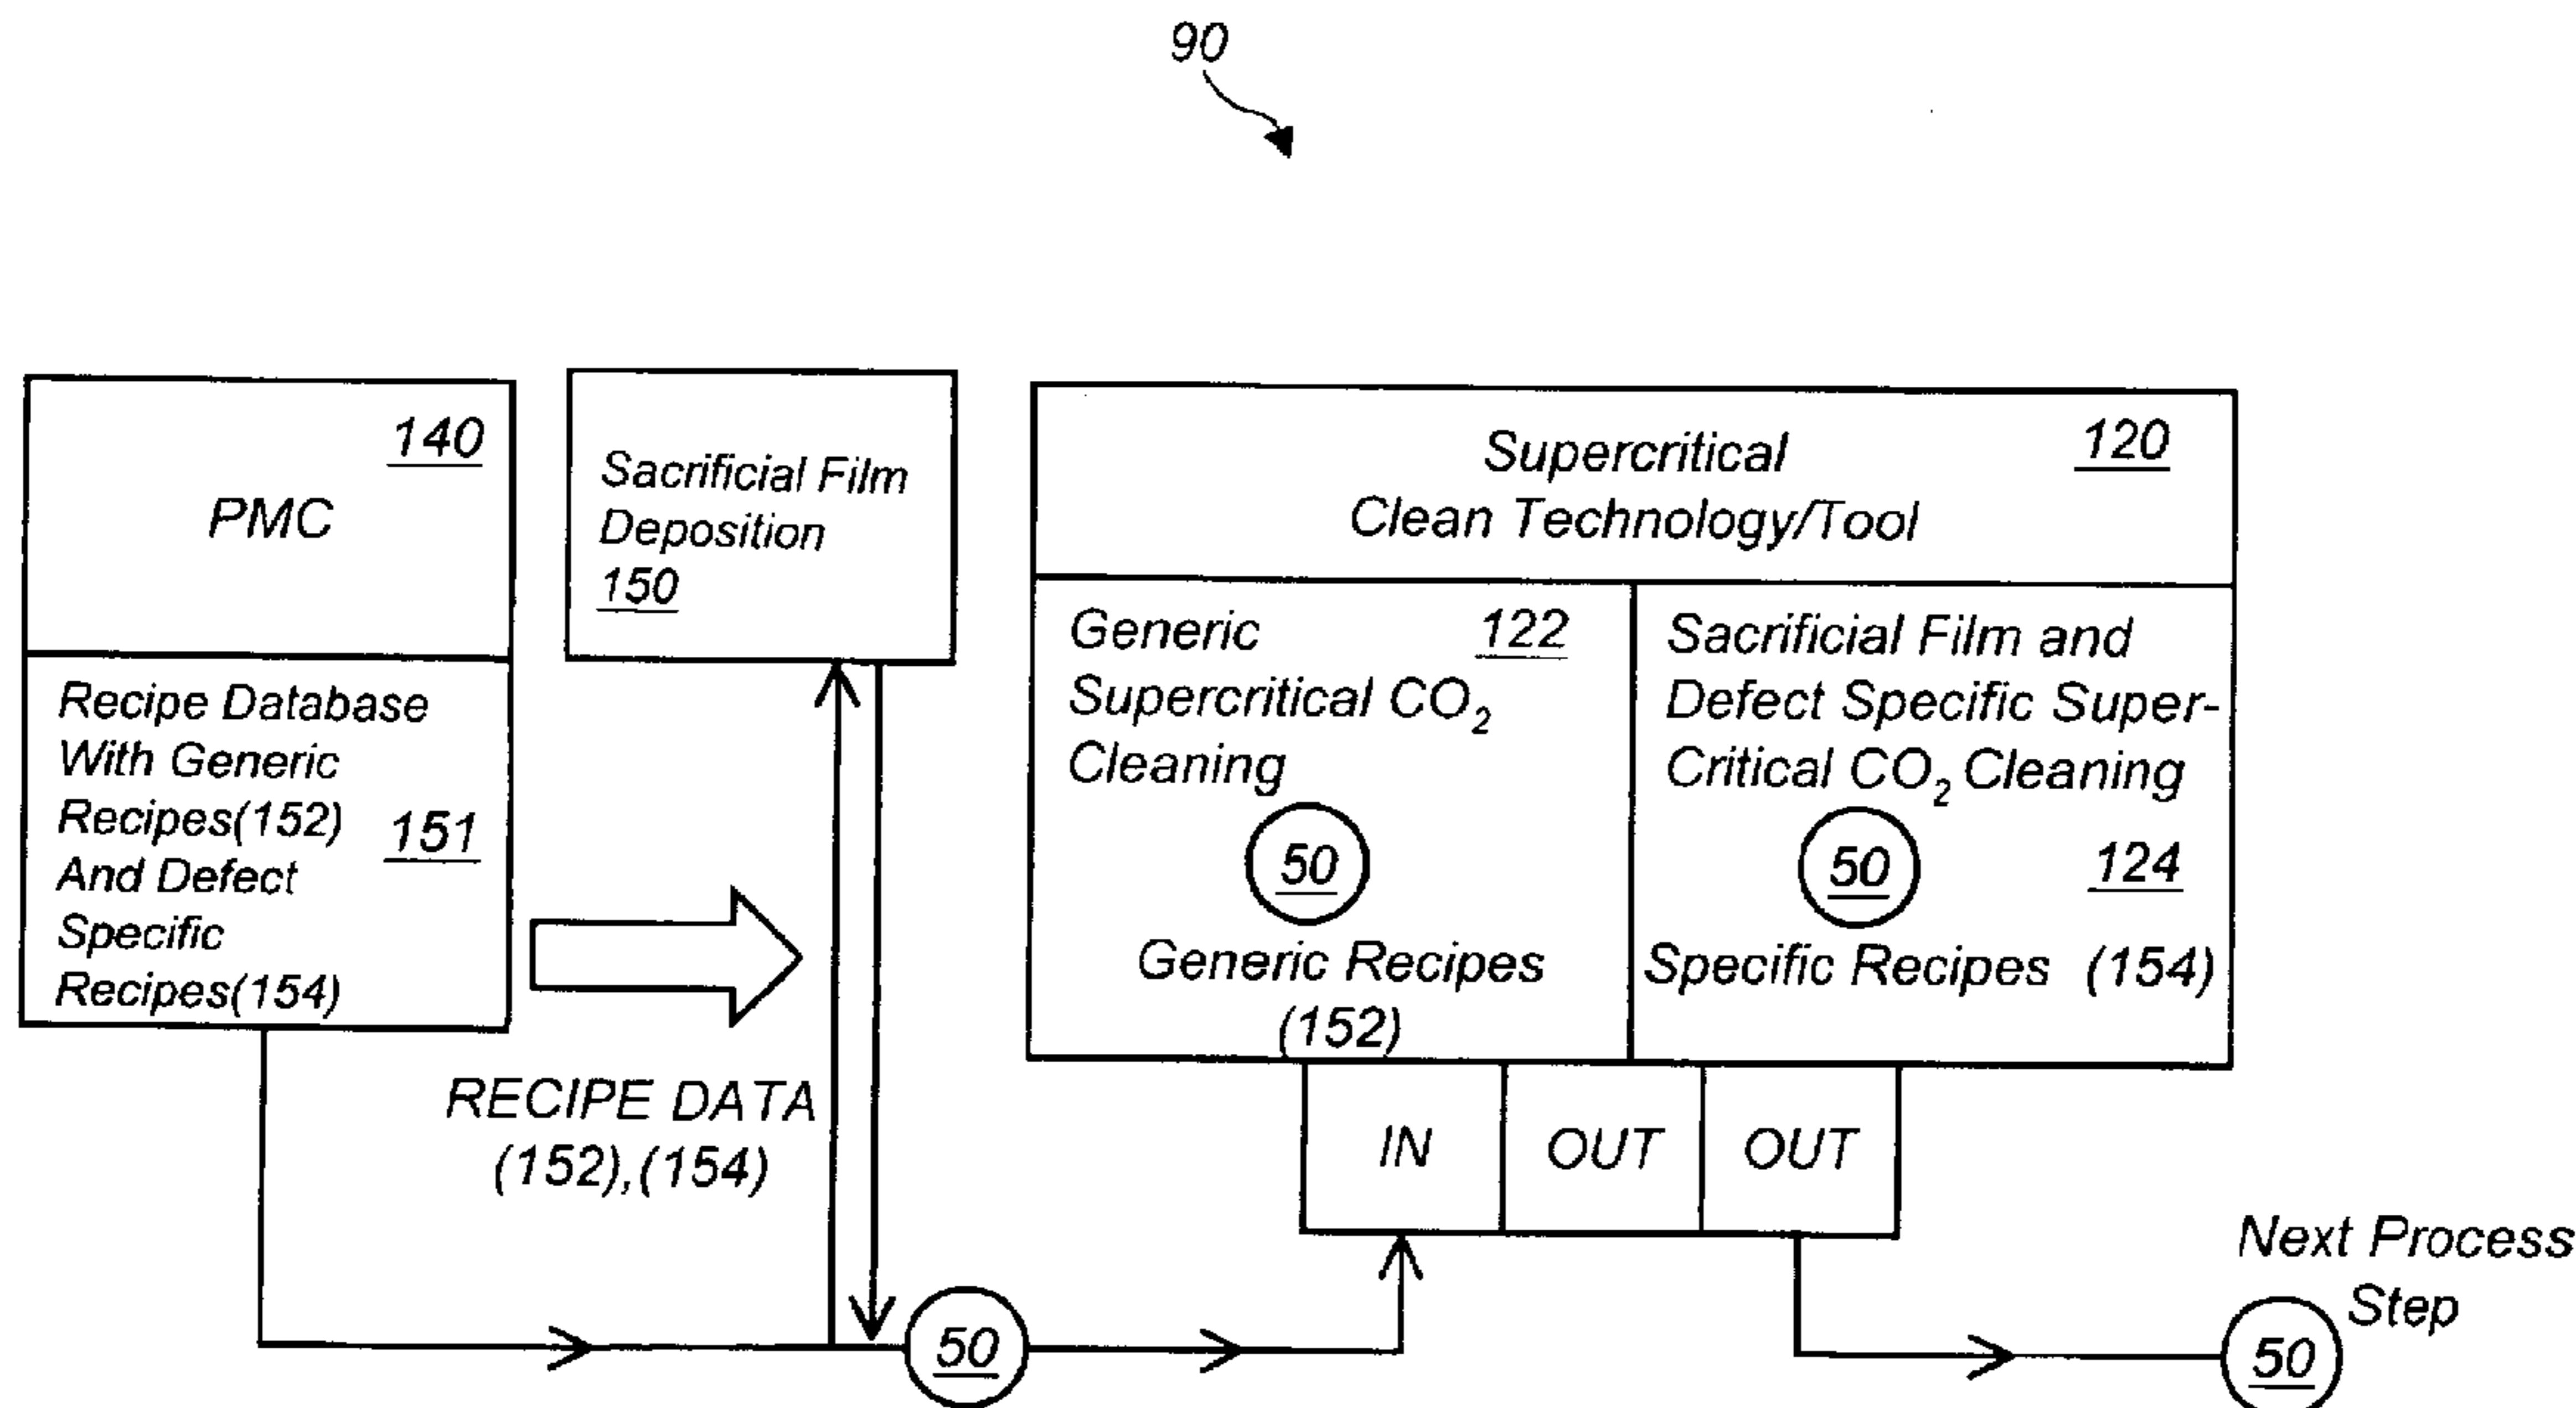 90
140
PMC
Recipe Database
With Generic
Recipes(152)
151
And Defect
Specific
Recipes(154)
Sacrificial Film
Deposition
150
RECIPE DATA
(152),(154)
50
Supercritical
120
Clean Technology/Tool
Generic
122
Supercritical CO₂
Cleaning
50
Generic Recipes
(152)
Sacrificial Film and
Defect Specific Super-
Critical CO₂ Cleaning
50
124
Specific Recipes (154)
IN
OUT
OUT
Next Process
Step
50